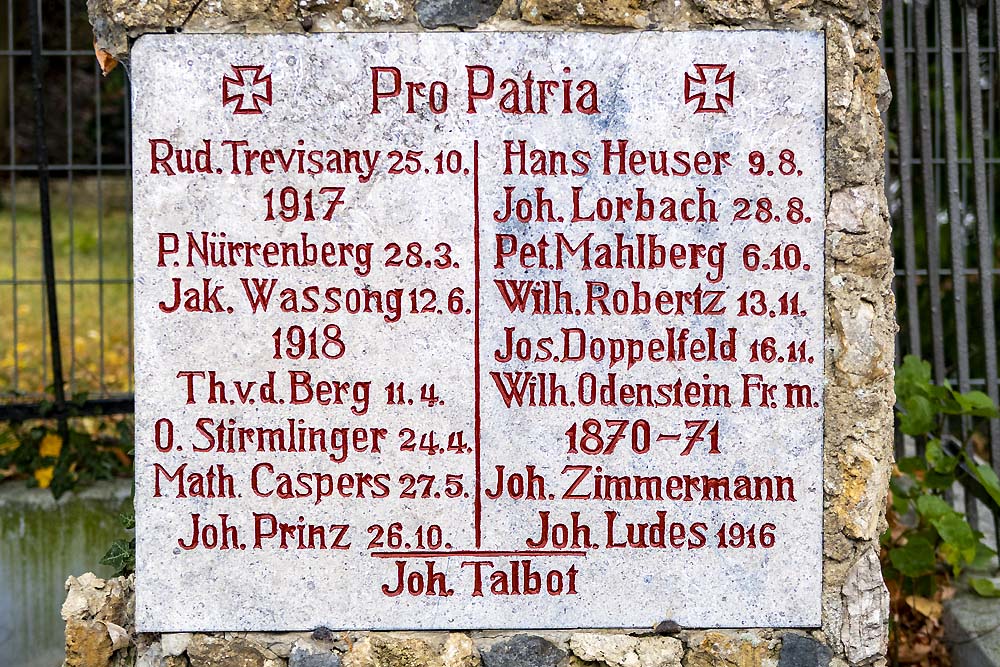 Pro Patria
Rud. Trevisany 25.10.
1917
P. Nürrenberg 28.3.
Jak. Wassong 12.6.
1918
Th. v. d. Berg 11.4.
O. Stirmlinger 24.4.
Math. Caspers 27.5.
Joh. Prinz 26.10.
Hans Heuser 9.8.
Joh. Lorbach 28.8.
Pet. Mahlberg 6.10.
Wilh. Robertz 13.11.
Jos. Doppelfeld 16.11.
Wilh. Odenstein Fr. m.
1870-71
Joh. Zimmermann
Joh. Ludes 1916
Joh. Talbot